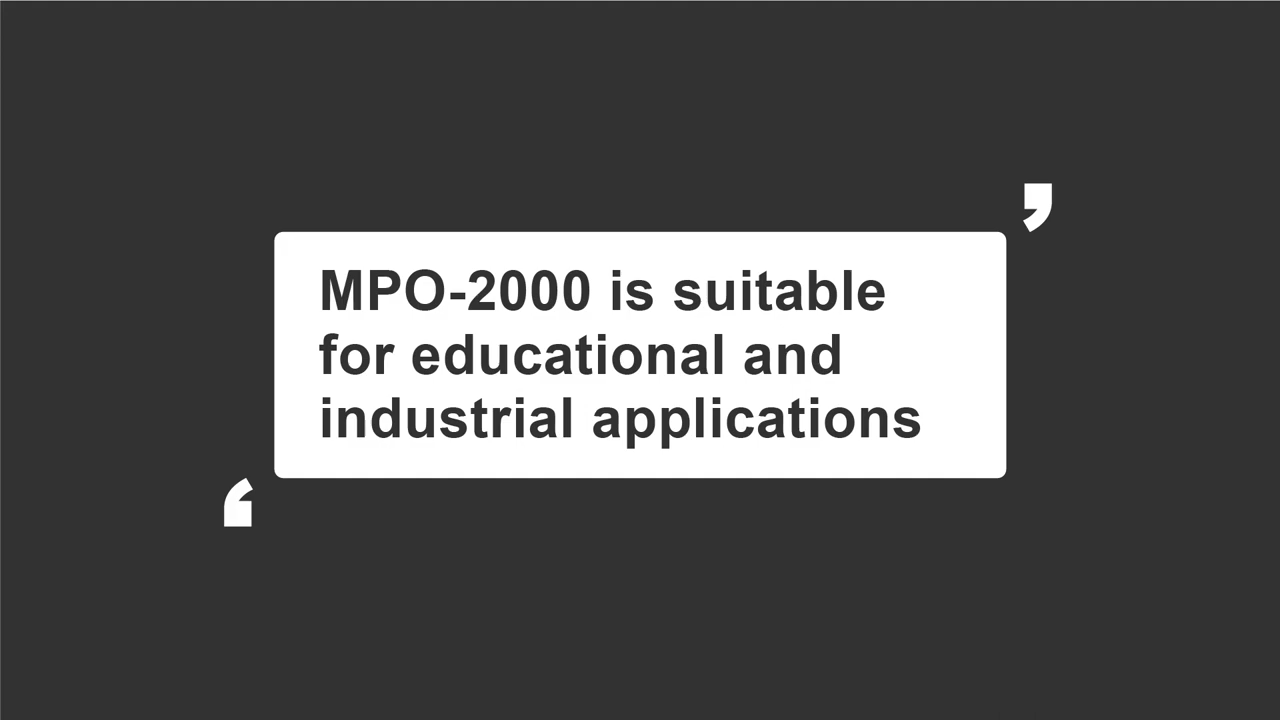 MPO-2000 is suitable
for educational and
industrial applications